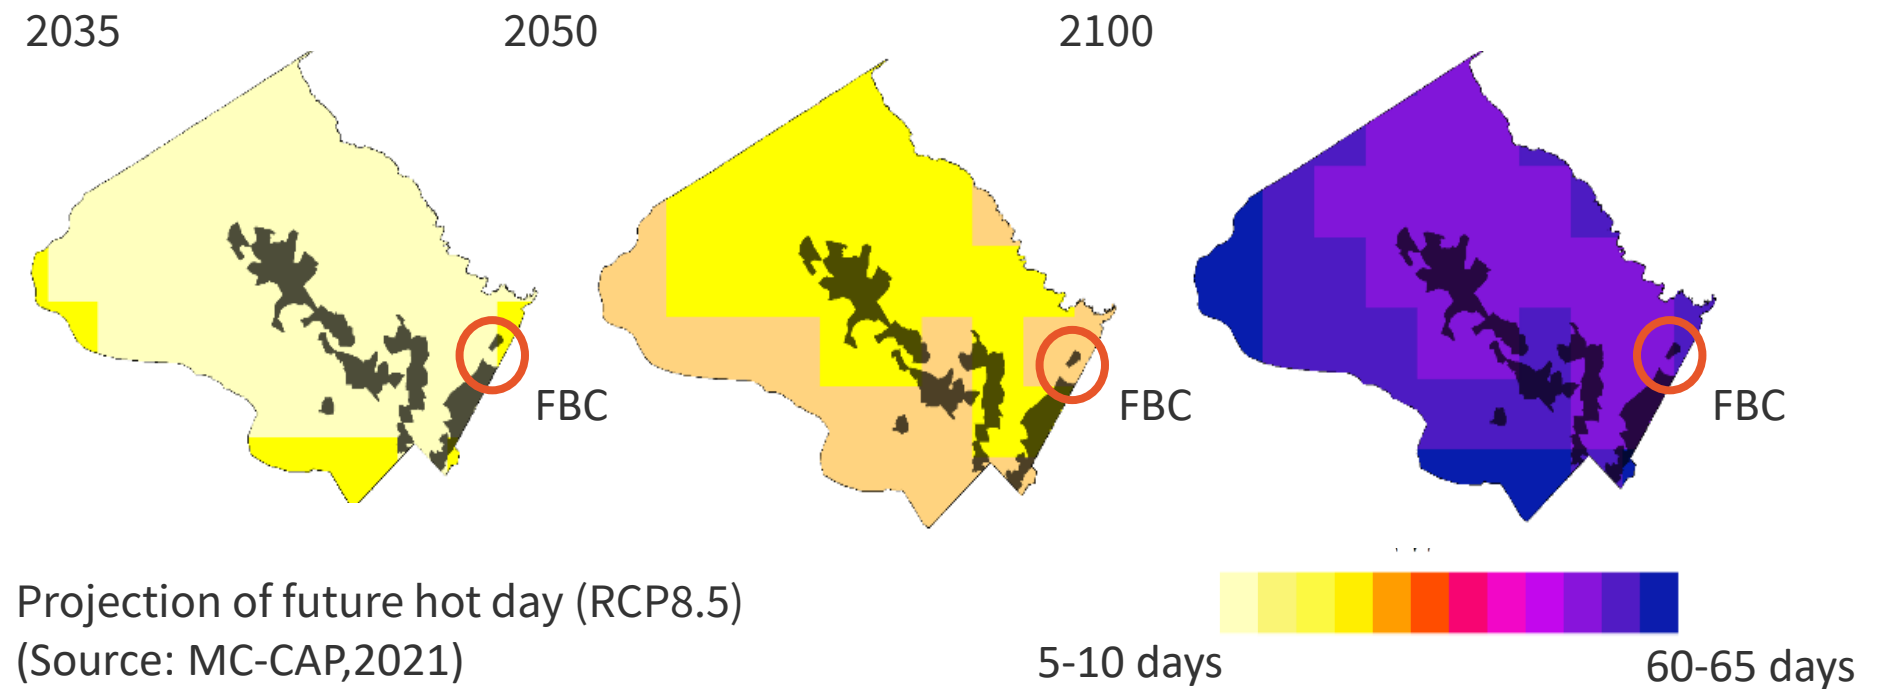 2035
2050
2100
FBC
FBC
FBC
Projection of future hot day (RCP8.5)
(Source: MC-CAP,2021)
5-10 days
60-65 days